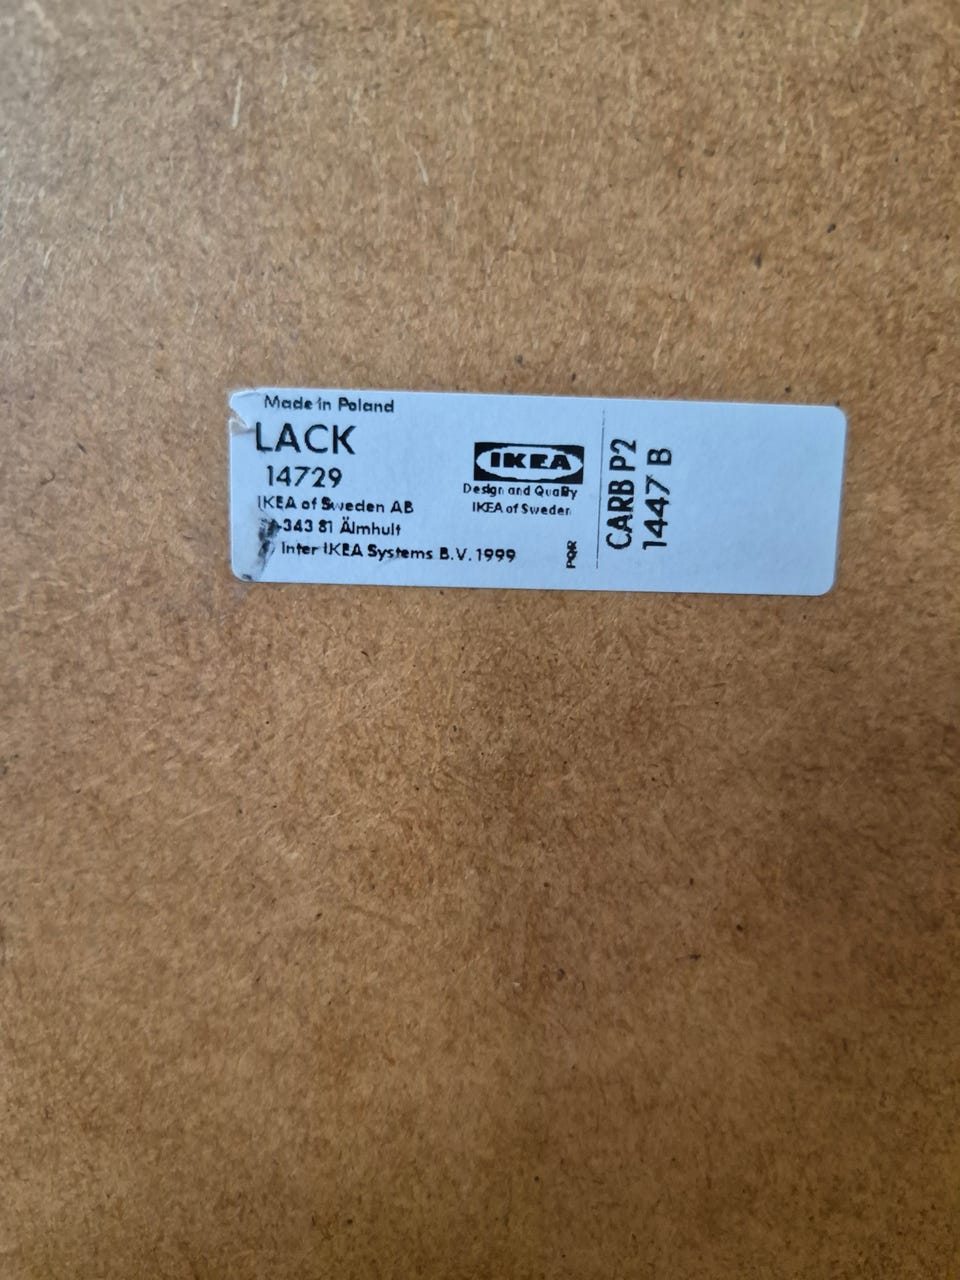 Made in Poland
LACK
14729
IKEA of Sweden AB
-343 81 Älmhult
Inter IKEA Systems B.V. 1999
IKEA
Design and Quality
IKEA of Sweden
PQR
CARB P2
1447 B